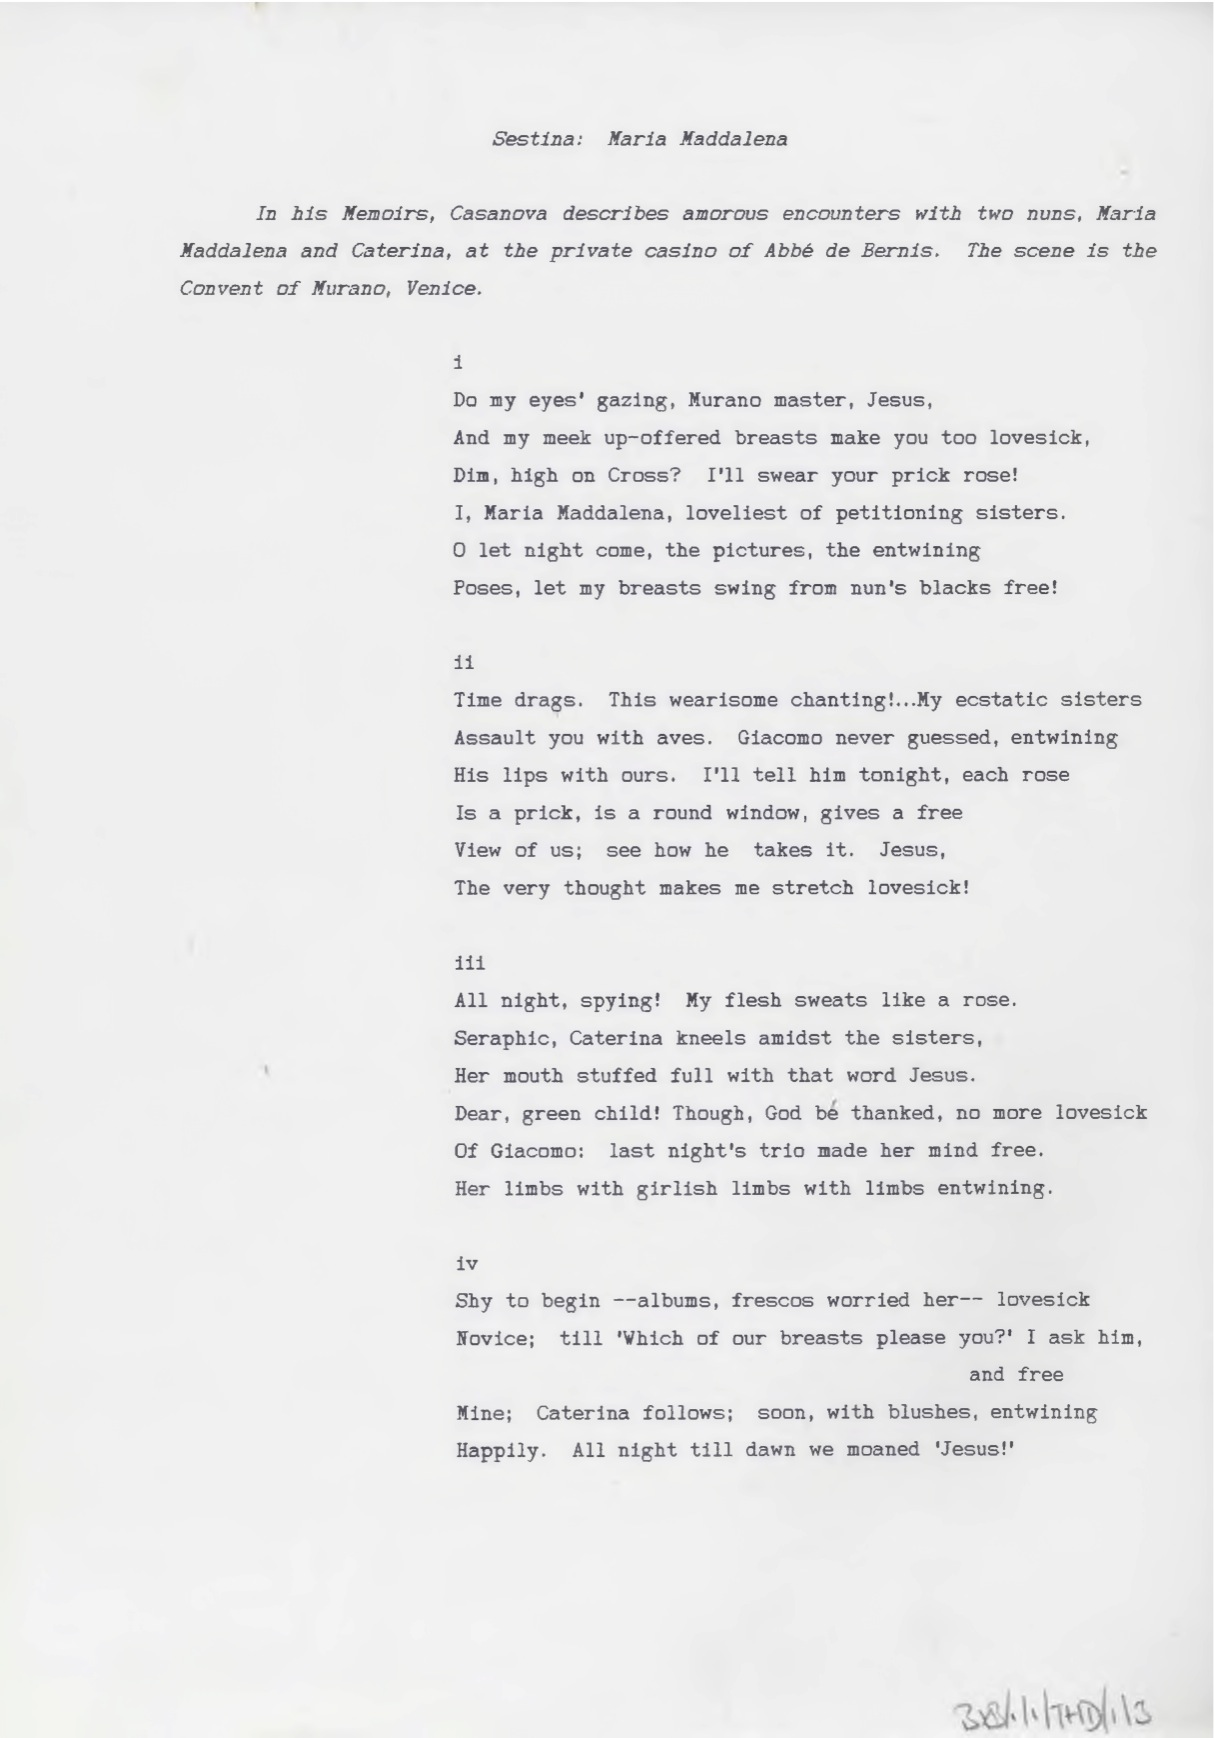 Sestina: Maria Maddalena
In his Memoirs, Casanova describes amorous encounters with two nuns, Maria
Maddalena and Caterina, at the private casino of Abbé de Bernis. The scene is the
Convent of Murano, Venice.
i
Do my eyes' gazing, Murano master, Jesus,
And my meek up-offered breasts make you too lovesick,
Dim, high on Cross? I'll swear your prick rose!
I, Maria Maddalena, loveliest of petitioning sisters.
O let night come, the pictures, the entwining
Poses, let my breasts swing from nun's blacks free!
ii
Time drags. This wearisome chanting!...My ecstatic sisters
Assault you with aves. Giacomo never guessed, entwining
His lips with ours. I'll tell him tonight, each rose
Is a prick, is a round window, gives a free
View of us; see how he takes it. Jesus,
The very thought makes me stretch lovesick!
iii
All night, spying! My flesh sweats like a rose.
Seraphic, Caterina kneels amidst the sisters,
Her mouth stuffed full with that word Jesus.
Dear, green child! Though, God be thanked, no more lovesick
Of Giacomo: last night's trio made her mind free.
Her limbs with girlish limbs with limbs entwining.
iv
Shy to begin --albums, frescos worried her-- lovesick
Novice; till 'Which of our breasts please you?' I ask him,
and free
Mine; Caterina follows; soon, with blushes, entwining
Happily. All night till dawn we moaned 'Jesus!'